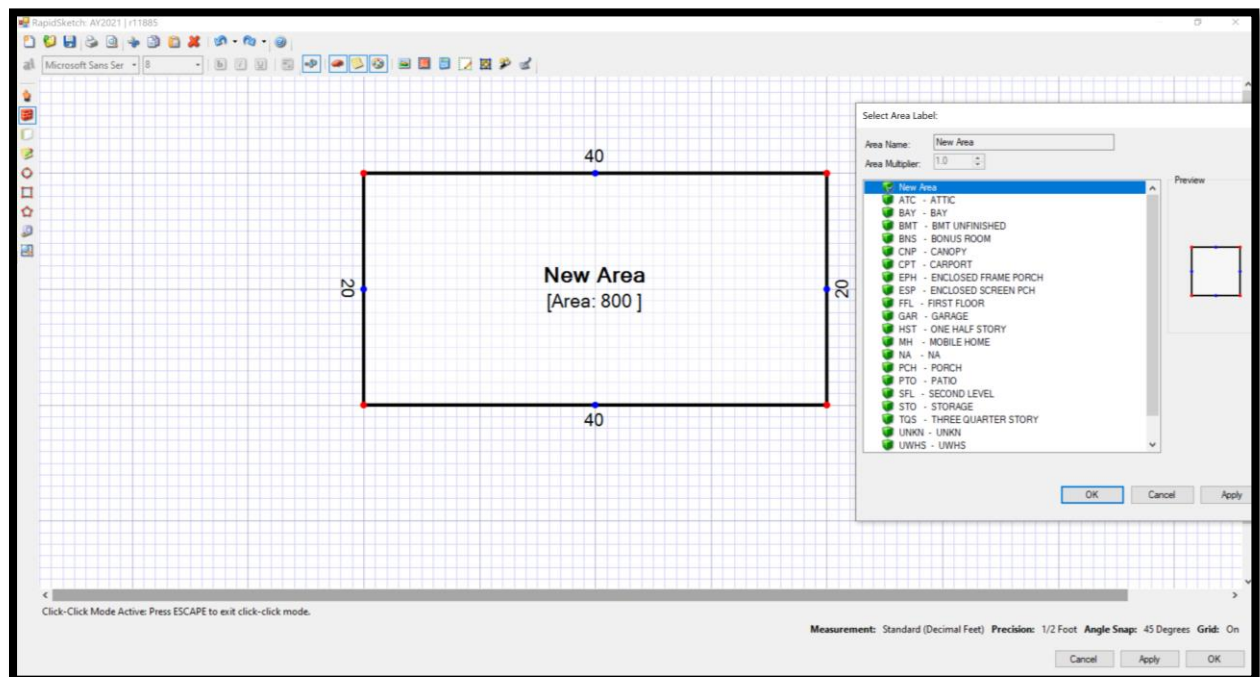 RapidSketch: AY2021 | r11885
Microsoft Sans Ser 8
Select Area Label:
Area Name: New Area
Area Multiplier: 1.0
Preview
New Area
ATC - ATTIC
BAY - BAY
BMT - BMT UNFINISHED
BNS - BONUS ROOM
CNP - CANOPY
CPT - CARPORT
EPH - ENCLOSED FRAME PORCH
ESP - ENCLOSED SCREEN PCH
FFL - FIRST FLOOR
GAR - GARAGE
HST - ONE HALF STORY
MH - MOBILE HOME
NA - NA
PCH - PORCH
PTO - PATIO
SFL - SECOND LEVEL
STO - STORAGE
TQS - THREE QUARTER STORY
UNKN - UNKN
UWHS - UWHS
OK Cancel Apply
40
20
New Area
[Area: 800 ]
20
40
Click-Click Mode Active: Press ESCAPE to exit click-click mode.
Measurement: Standard (Decimal Feet) Precision: 1/2 Foot Angle Snap: 45 Degrees Grid: On
Cancel Apply OK